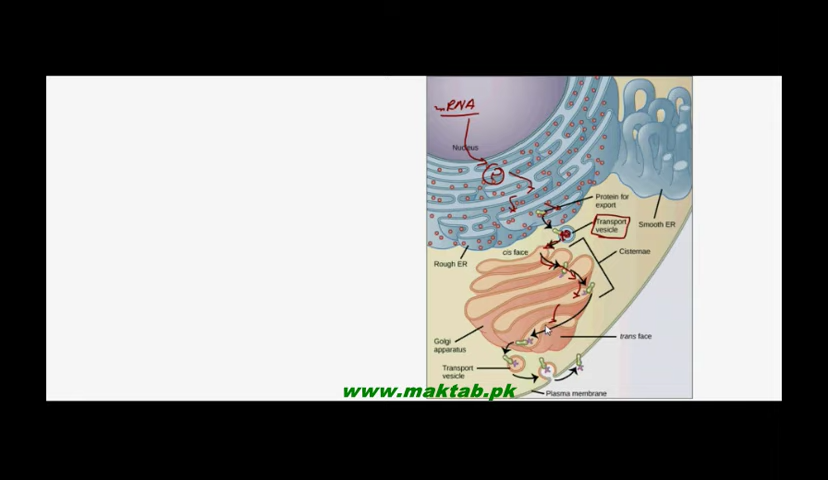 mRNA
Nucleus
Protein for
export
Transport
vesicle
Smooth ER
cis face
Cisternae
Rough ER
Golgi
apparatus
trans face
Transport
vesicle
www.maktab.pk
Plasma membrane